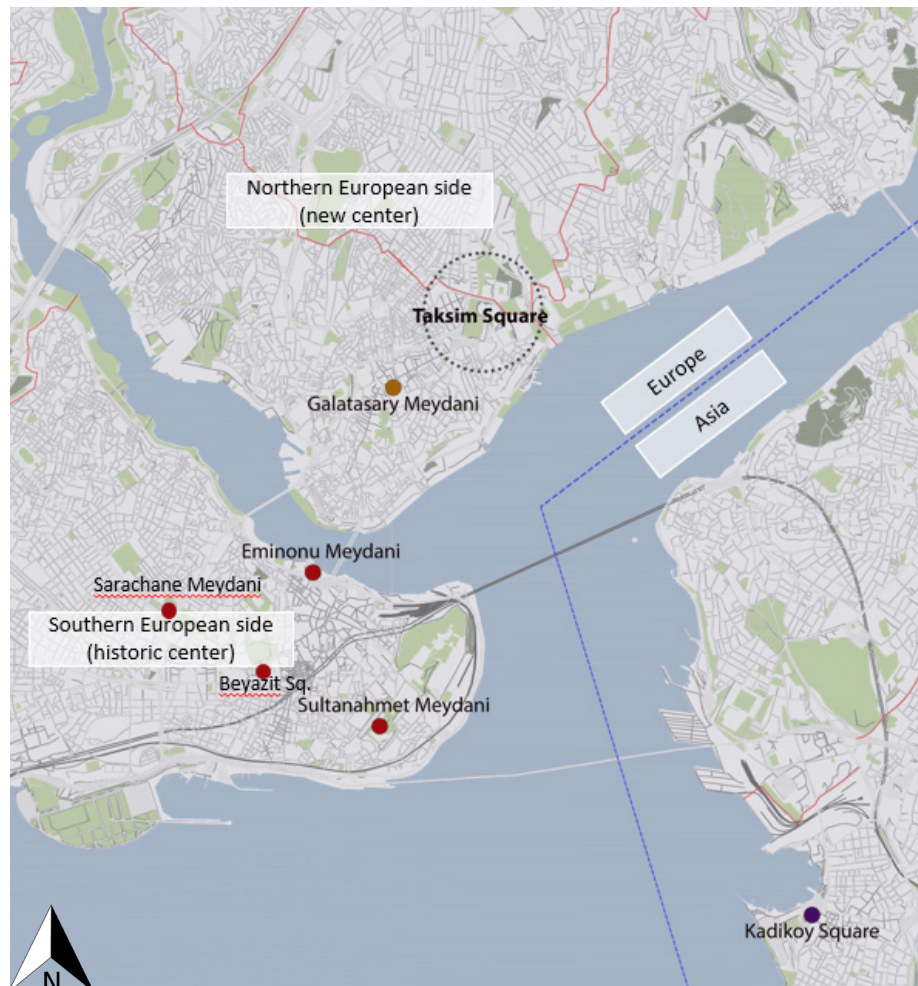 Northern European side
(new center)
Taksim Square
Europe
Asia
Galatasary Meydani
Eminonu Meydani
Sarachane Meydani
Southern European side
(historic center)
Beyazit Sq.
Sultanahmet Meydani
Kadikoy Square
N